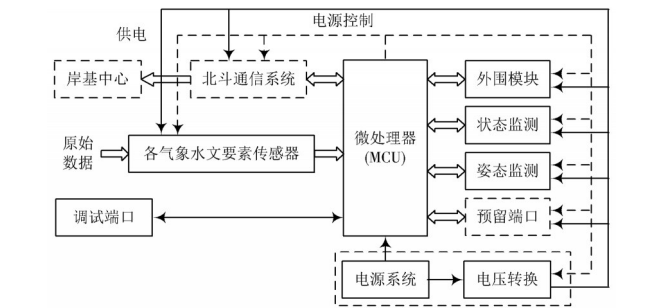 电源控制
供电
岸基中心
北斗通信系统
外围模块
原始
数据
各气象水文要素传感器
微处理器
(MCU)
状态监测
姿态监测
调试端口
预留端口
电源系统
电压转换